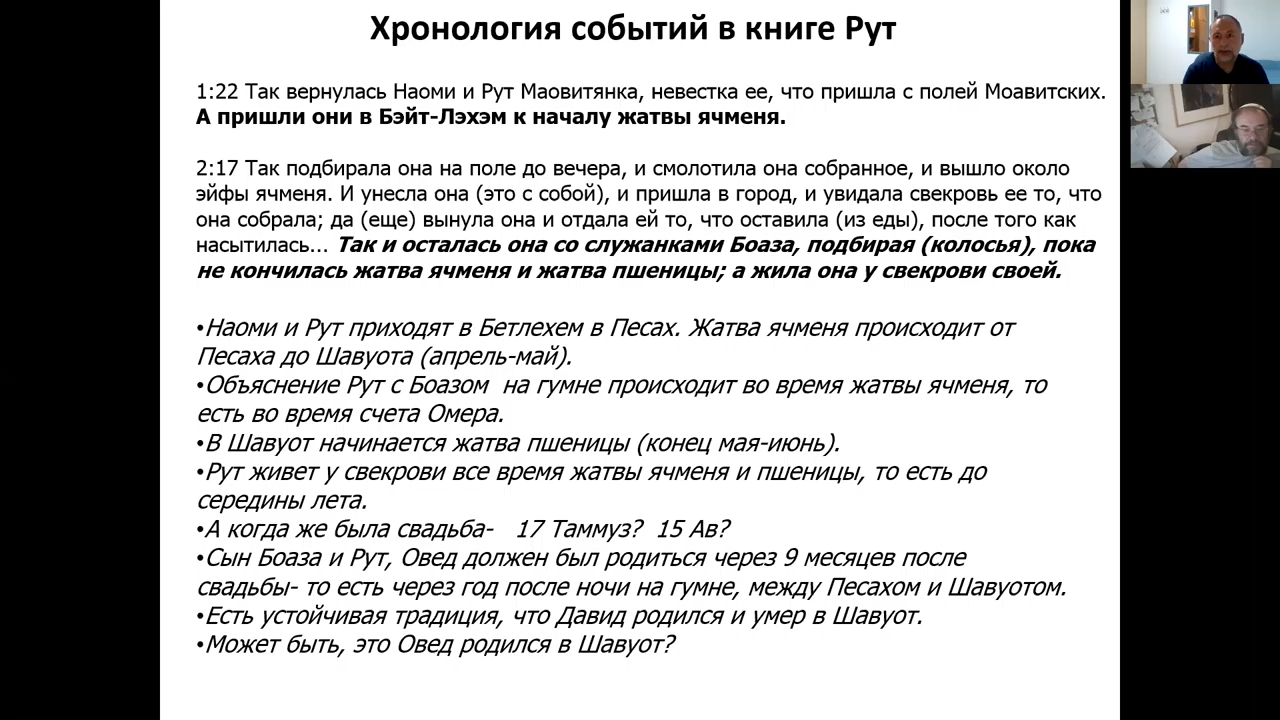 Хронология событий в книге Рут
1:22 Так вернулась Наоми и Рут Маовитянка, невестка ее, что пришла с полей Моавитских.
А пришли они в Бэйт-Лэхэм к началу жатвы ячменя.
2:17 Так подбирала она на поле до вечера, и смолотила она собранное, и вышло около
эйфы ячменя. И унесла она (это с собой), и пришла в город, и увидала свекровь ее то, что
она собрала; да (еще) вынула она и отдала ей то, что оставила (из еды), после того как
насытилась... Так и осталась она со служанками Боаза, подбирая (колосья), пока
не кончилась жатва ячменя и жатва пшеницы; а жила она у свекрови своей.
•Наоми и Рут приходят в Бетлехем в Песах. Жатва ячменя происходит от
Песаха до Шавуота (апрель-май).
•Объяснение Рут с Боазом на гумне происходит во время жатвы ячменя, то
есть во время счета Омера.
•В Шавуот начинается жатва пшеницы (конец мая-июнь).
•Рут живет у свекрови все время жатвы ячменя и пшеницы, то есть до
середины лета.
•А когда же была свадьба- 17 Таммуз? 15 Ав?
•Сын Боаза и Рут, Овед должен был родиться через 9 месяцев после
свадьбы- то есть через год после ночи на гумне, между Песахом и Шавуотом.
•Есть устойчивая традиция, что Давид родился и умер в Шавуот.
•Может быть, это Овед родился в Шавуот?